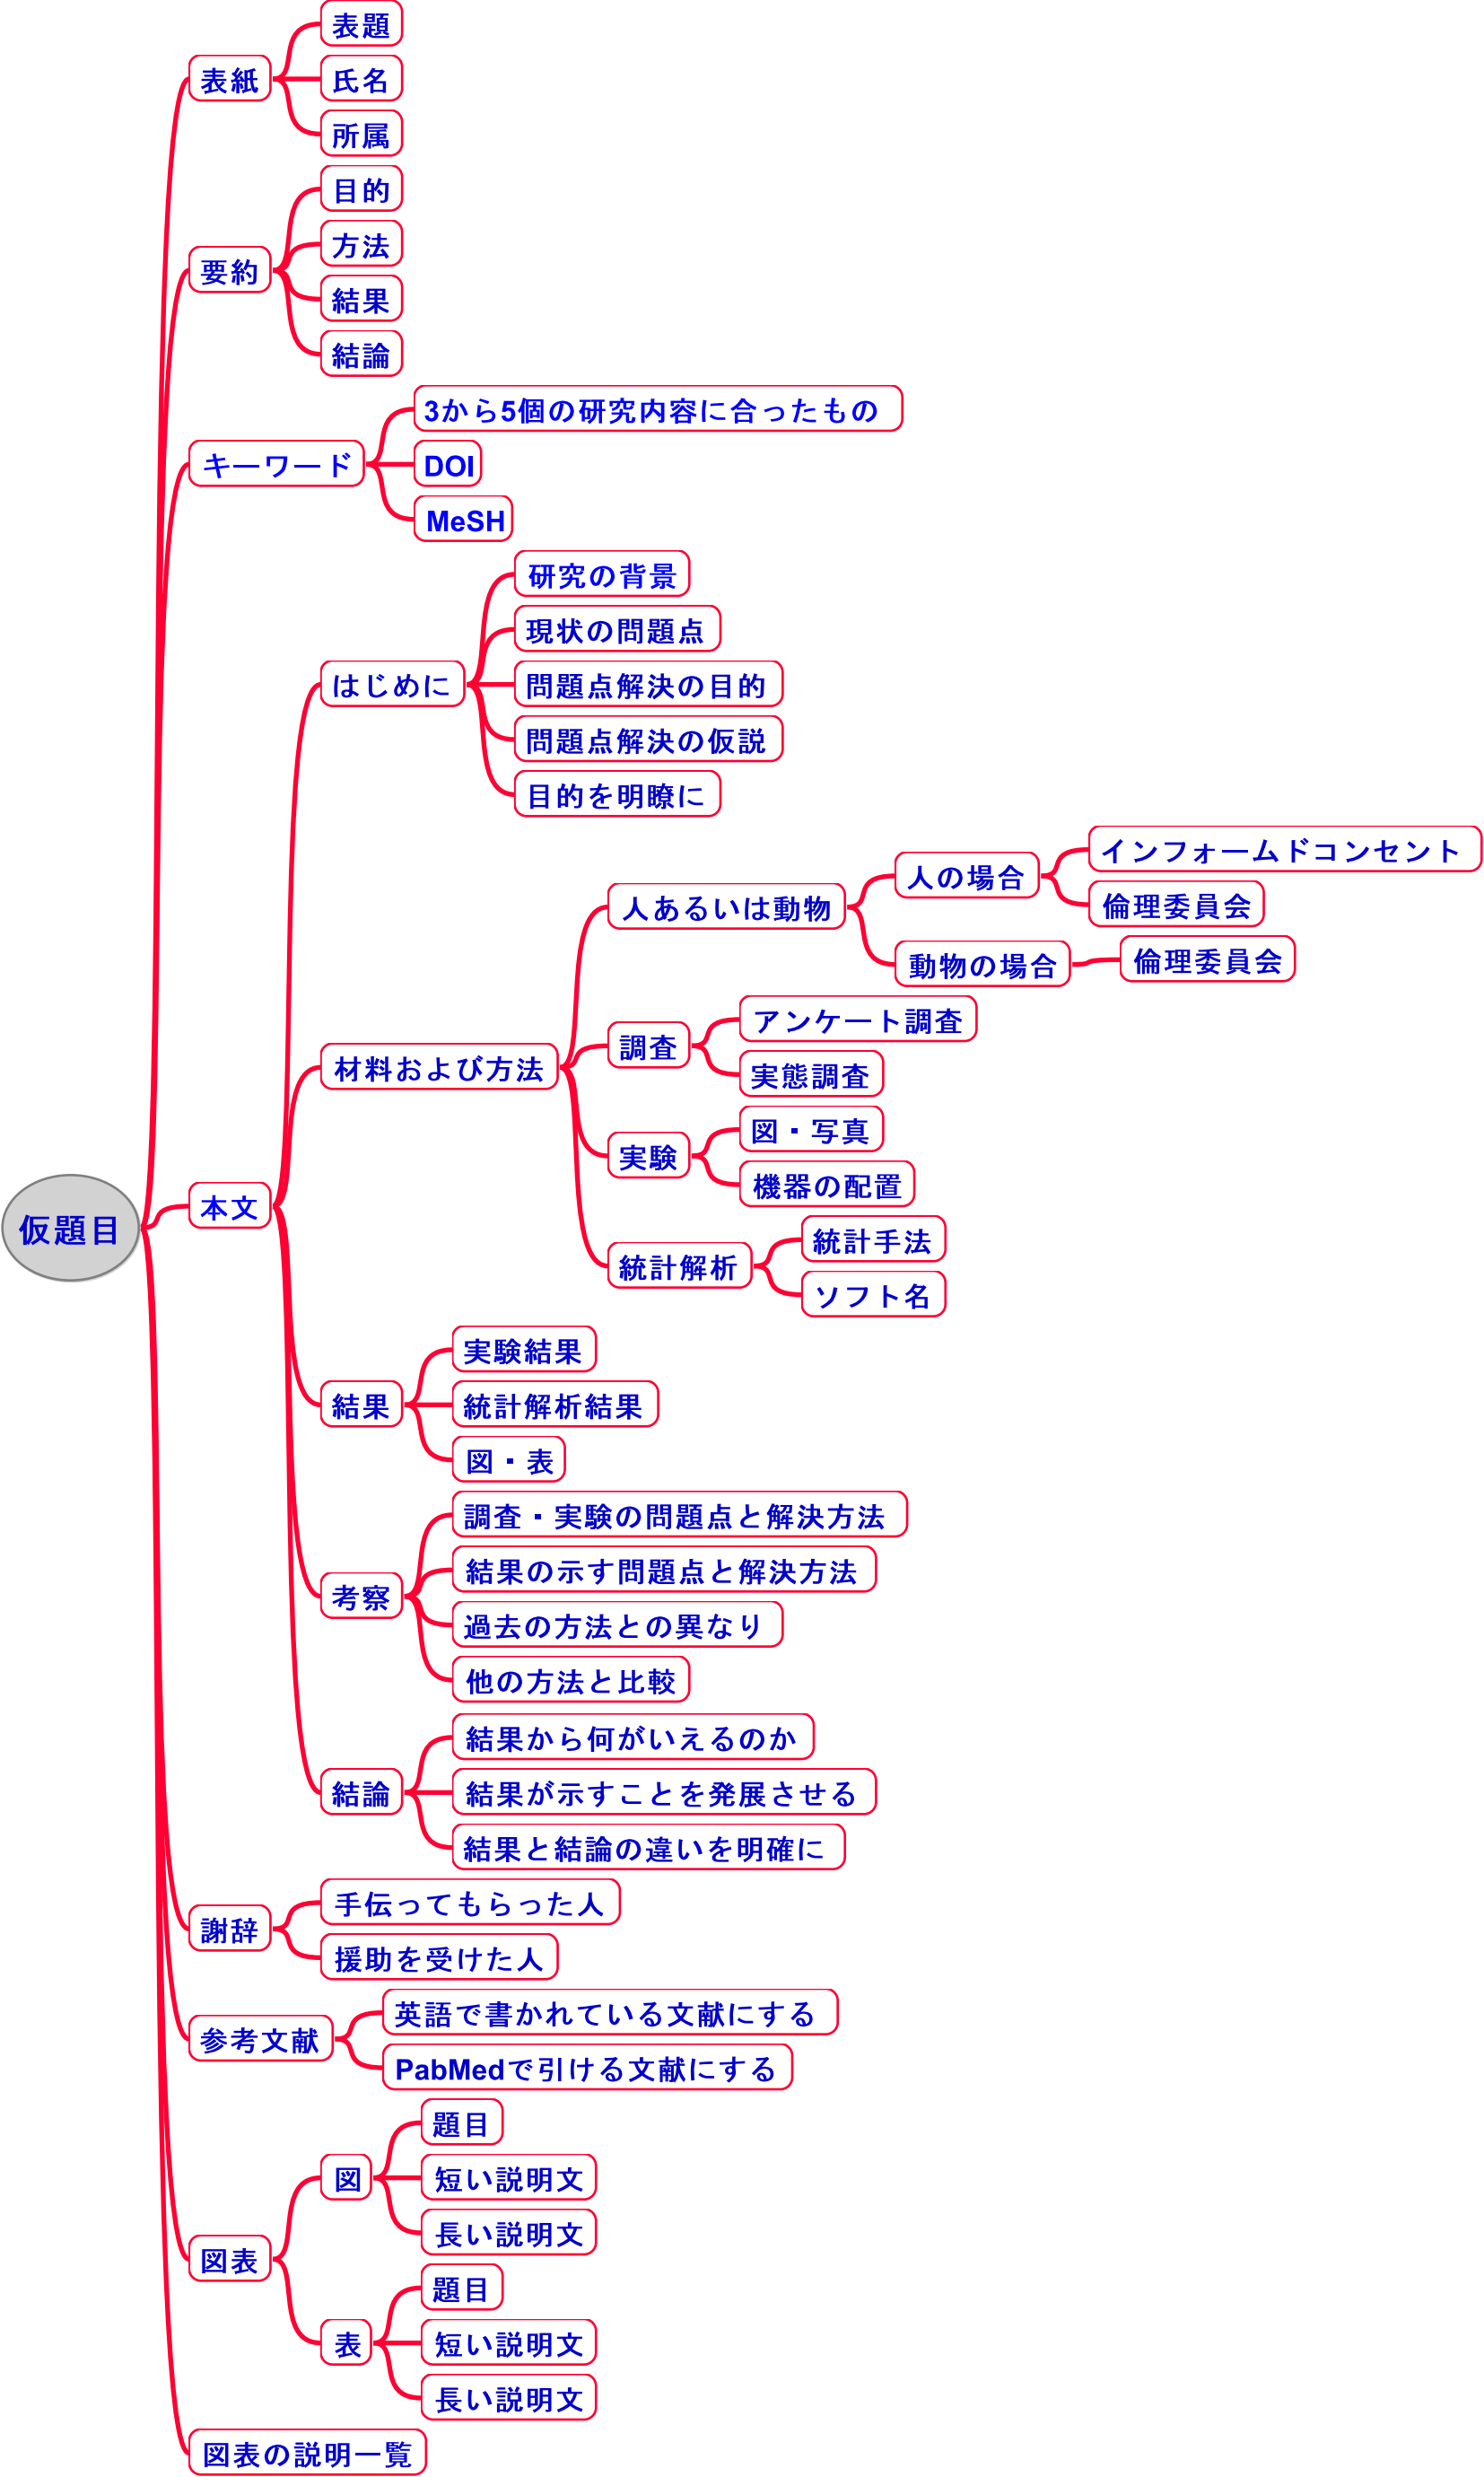 仮題目
表紙
表題
氏名
所属
要約
目的
方法
結果
結論
キーワード
3から5個の研究内容に合ったもの
DOI
MeSH
本文
はじめに
研究の背景
現状の問題点
問題点解決の目的
問題点解決の仮説
目的を明瞭に
材料および方法
人あるいは動物
人の場合
インフォームドコンセント
倫理委員会
動物の場合
倫理委員会
調査
アンケート調査
実態調査
実験
図・写真
機器の配置
統計解析
統計手法
ソフト名
結果
実験結果
統計解析結果
図・表
考察
調査・実験の問題点と解決方法
結果の示す問題点と解決方法
過去の方法との異なり
他の方法と比較
結論
結果から何がいえるのか
結果が示すことを発展させる
結果と結論の違いを明確に
謝辞
手伝ってもらった人
援助を受けた人
参考文献
英語で書かれている文献にする
PabMedで引ける文献にする
図表
図
題目
短い説明文
長い説明文
表
題目
短い説明文
長い説明文
図表の説明一覧